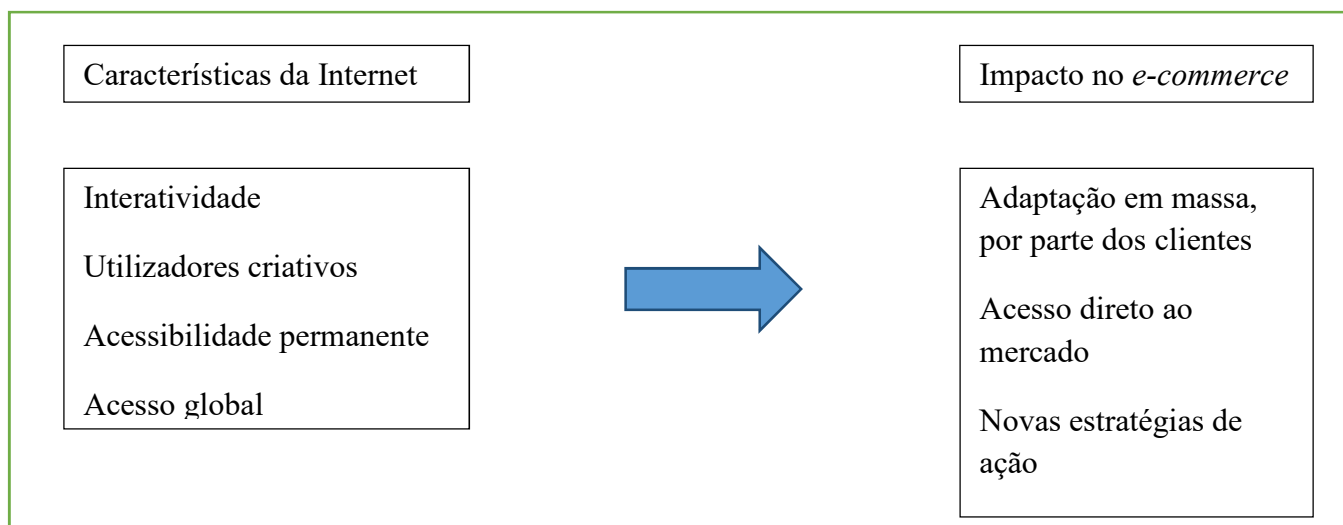 Características da Internet
Impacto no e-commerce
Interatividade
Utilizadores criativos
Acessibilidade permanente
Acesso global
Adaptação em massa,
por parte dos clientes
Acesso direto ao
mercado
Novas estratégias de
ação